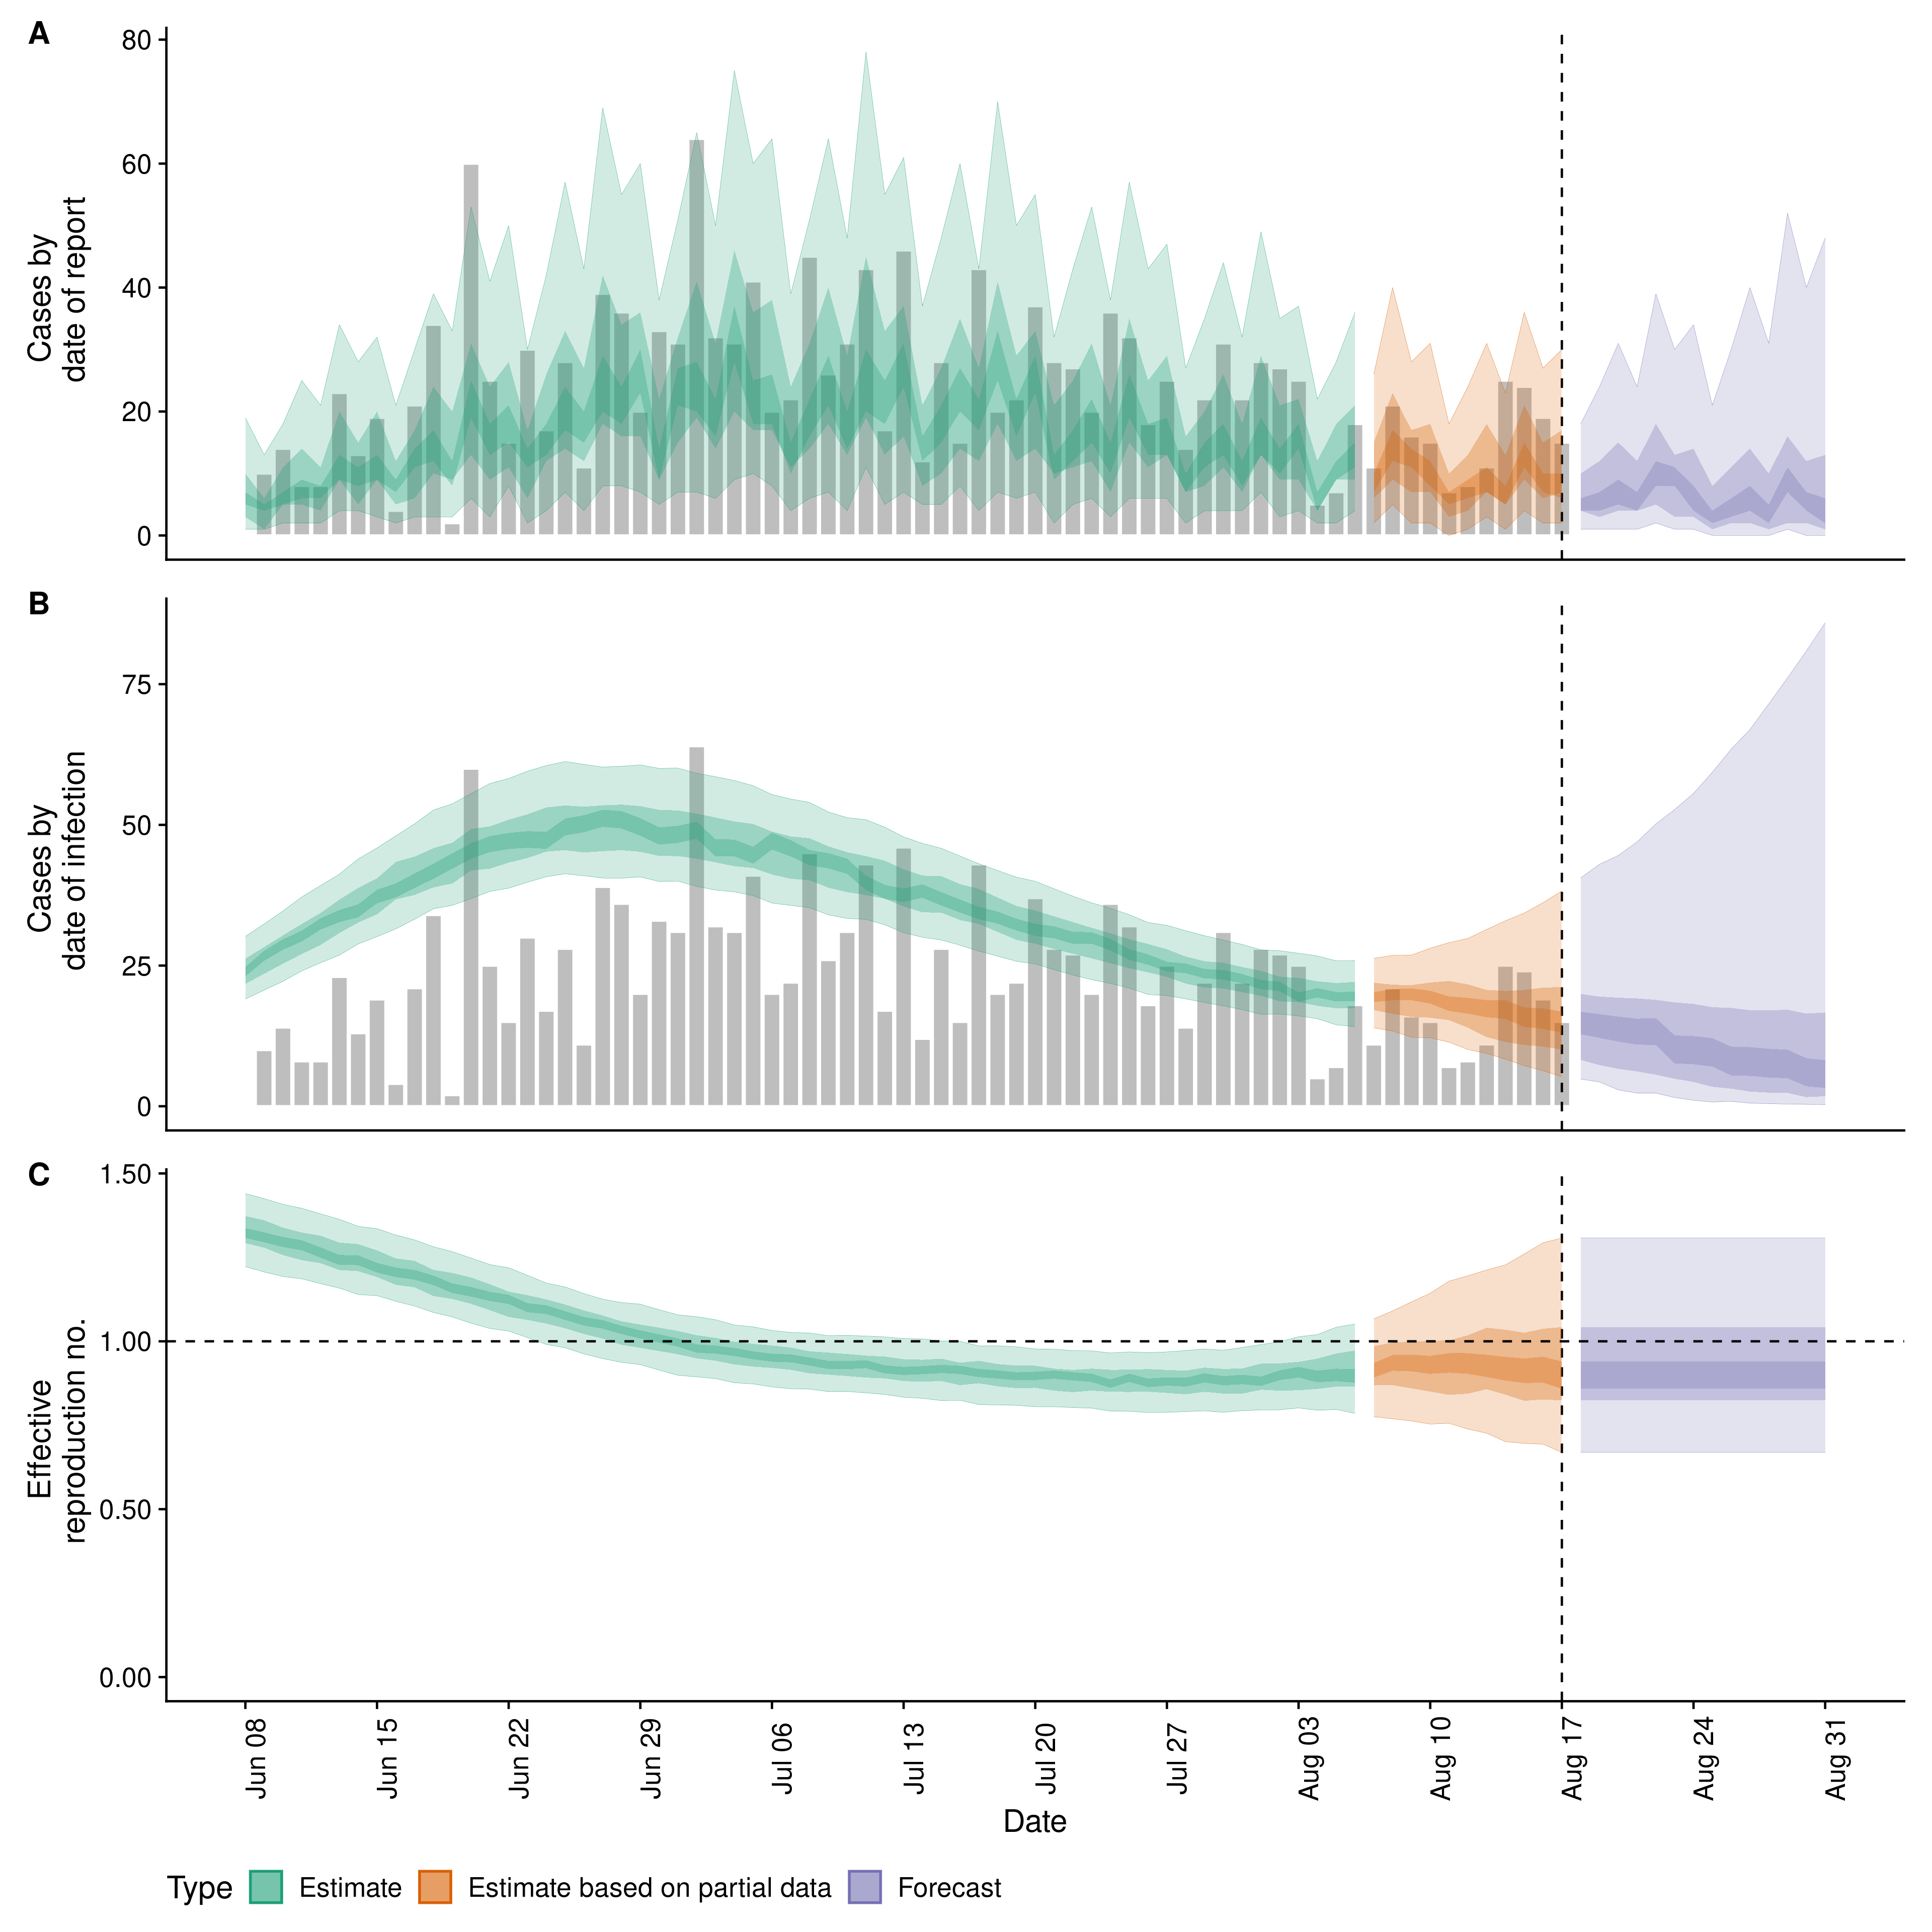 A
80
60
40
20
0
Cases by
date of report
B
75
50
25
0
Cases by
date of infection
C
1.50
1.00
0.50
0.00
Effective
reproduction no.
Jun 08
Jun 15
Jun 22
Jun 29
Jul 06
Jul 13
Jul 20
Jul 27
Aug 03
Aug 10
Aug 17
Aug 24
Aug 31
Date
Type Estimate Estimate based on partial data Forecast